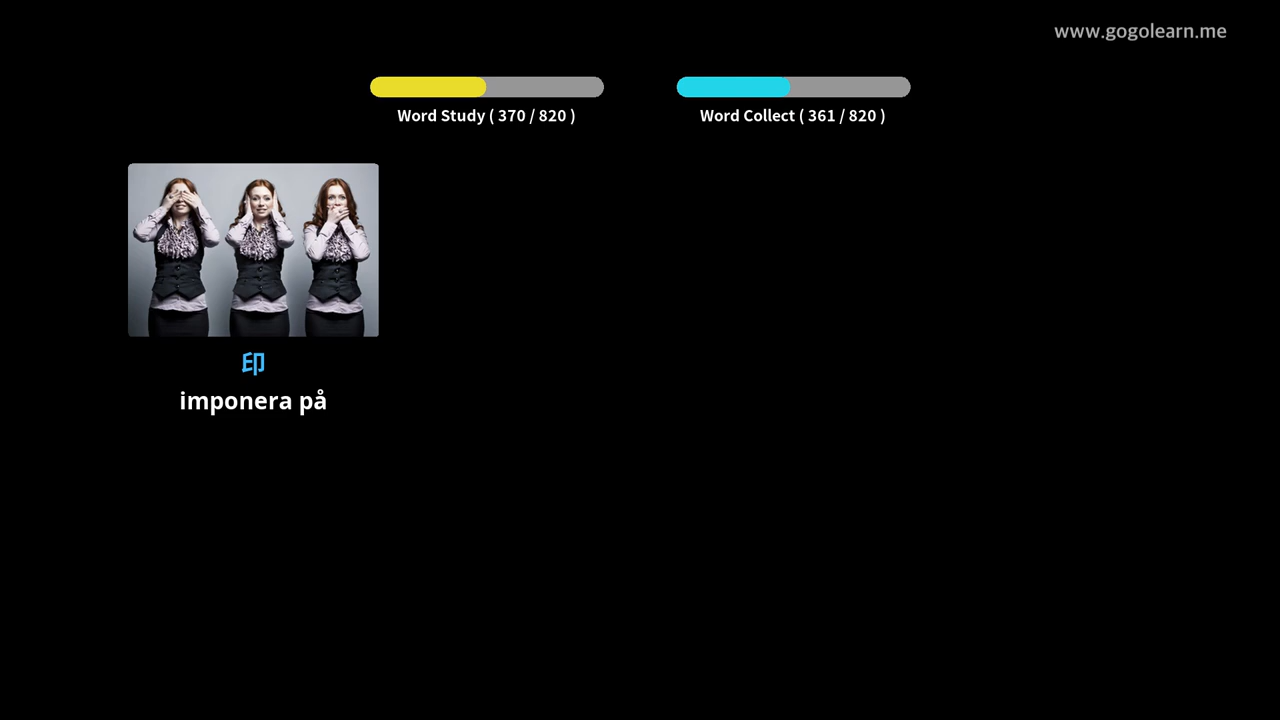 www.gogolearn.me
Word Study ( 370 / 820 )
Word Collect ( 361 / 820 )
印
imponera på